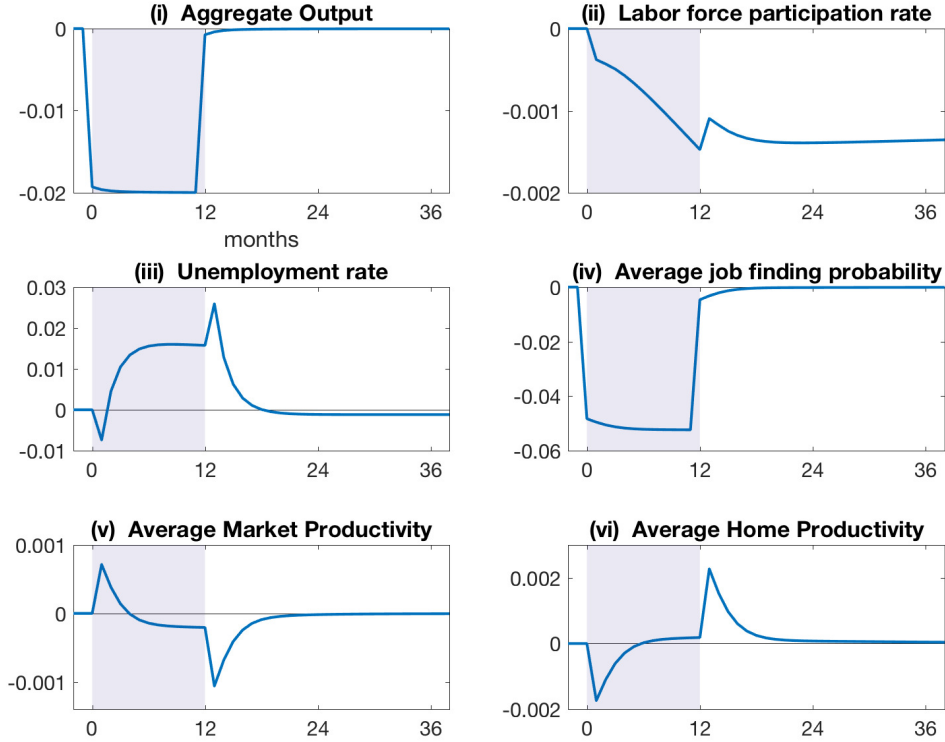 (i) Aggregate Output
0
-0.01
-0.02
0 12 24 36
months
(ii) Labor force participation rate
0
-0.001
-0.002
0 12 24 36
(iii) Unemployment rate
0.03
0.02
0.01
0
-0.01
0 12 24 36
(iv) Average job finding probability
0
-0.02
-0.04
-0.06
0 12 24 36
(v) Average Market Productivity
0.001
0
-0.001
0 12 24 36
(vi) Average Home Productivity
0.002
0
-0.002
0 12 24 36